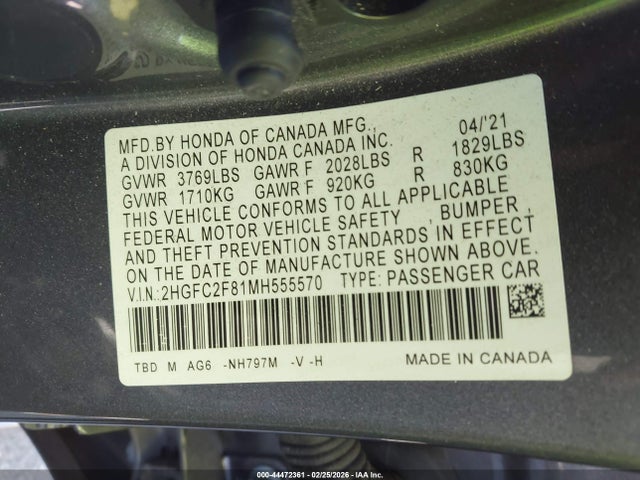 MFD.BY HONDA OF CANADA MFG., 04/'21
A DIVISION OF HONDA CANADA INC.
GVWR 3769LBS GAWR F 2028LBS R 1829LBS
GVWR 1710KG GAWR F 920KG R 830KG
THIS VEHICLE CONFORMS TO ALL APPLICABLE
FEDERAL MOTOR VEHICLE SAFETY , BUMPER,
AND THEFT PREVENTION STANDARDS IN EFFECT
ON THE DATE OF MANUFACTURE SHOWN ABOVE.
V.I.N.:2HGFC2F81MH555570 TYPE: PASSENGER CAR
TBD M AG6 -NH797M -V -H MADE IN CANADA
000-44472361 - 02/25/2026 - IAA Inc.